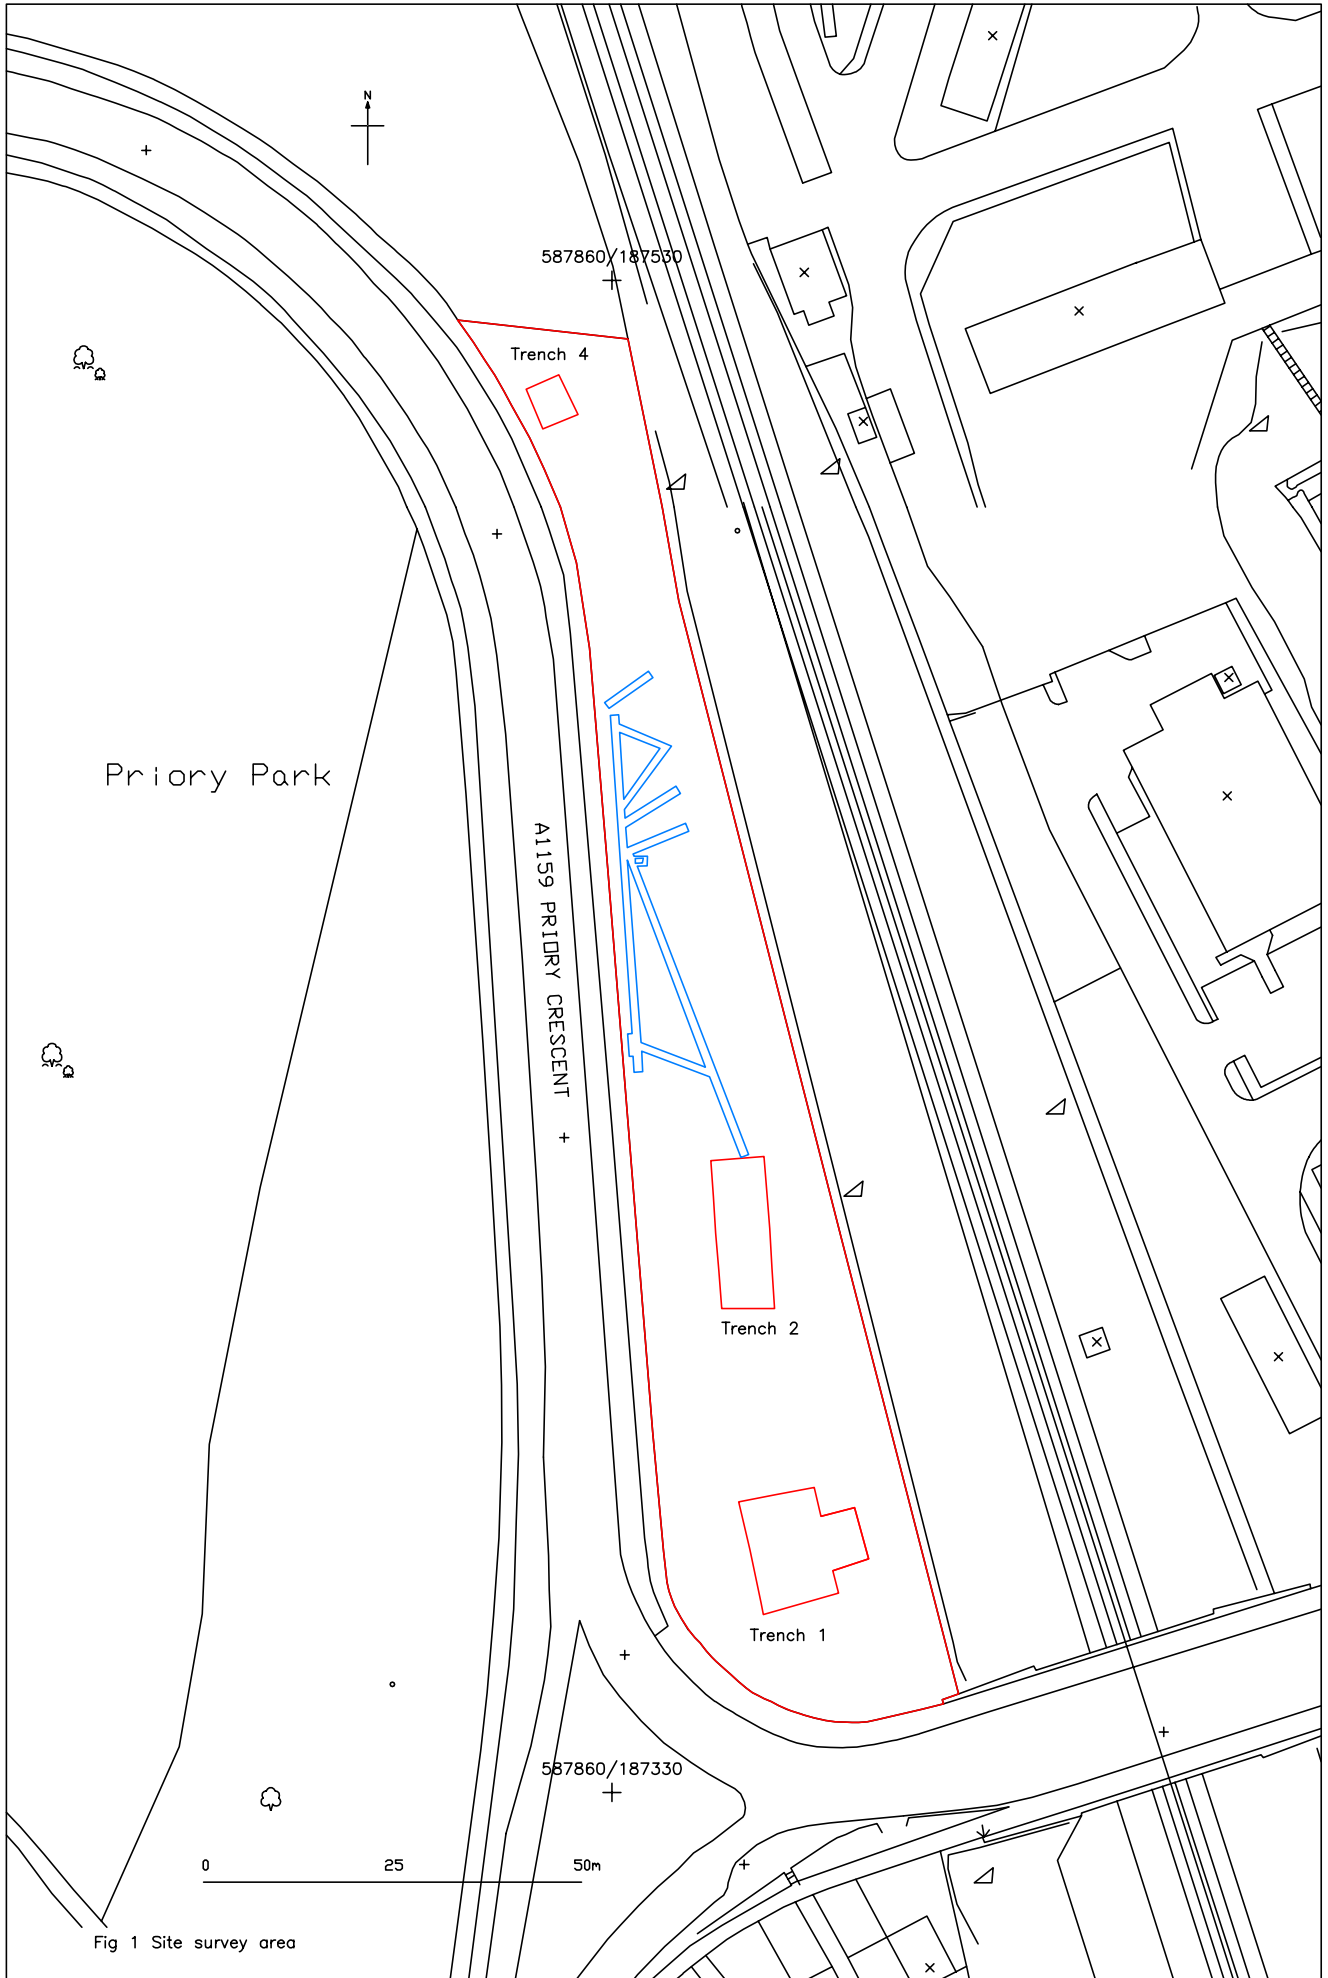 N
587860/187530
Trench 4
Priory Park
A1159 PRIORY CRESCENT
Trench 2
Trench 1
587860/187330
0 25 50m
Fig 1 Site survey area